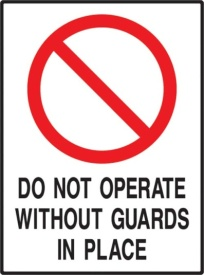 DO NOT OPERATE
WITHOUT GUARDS
IN PLACE